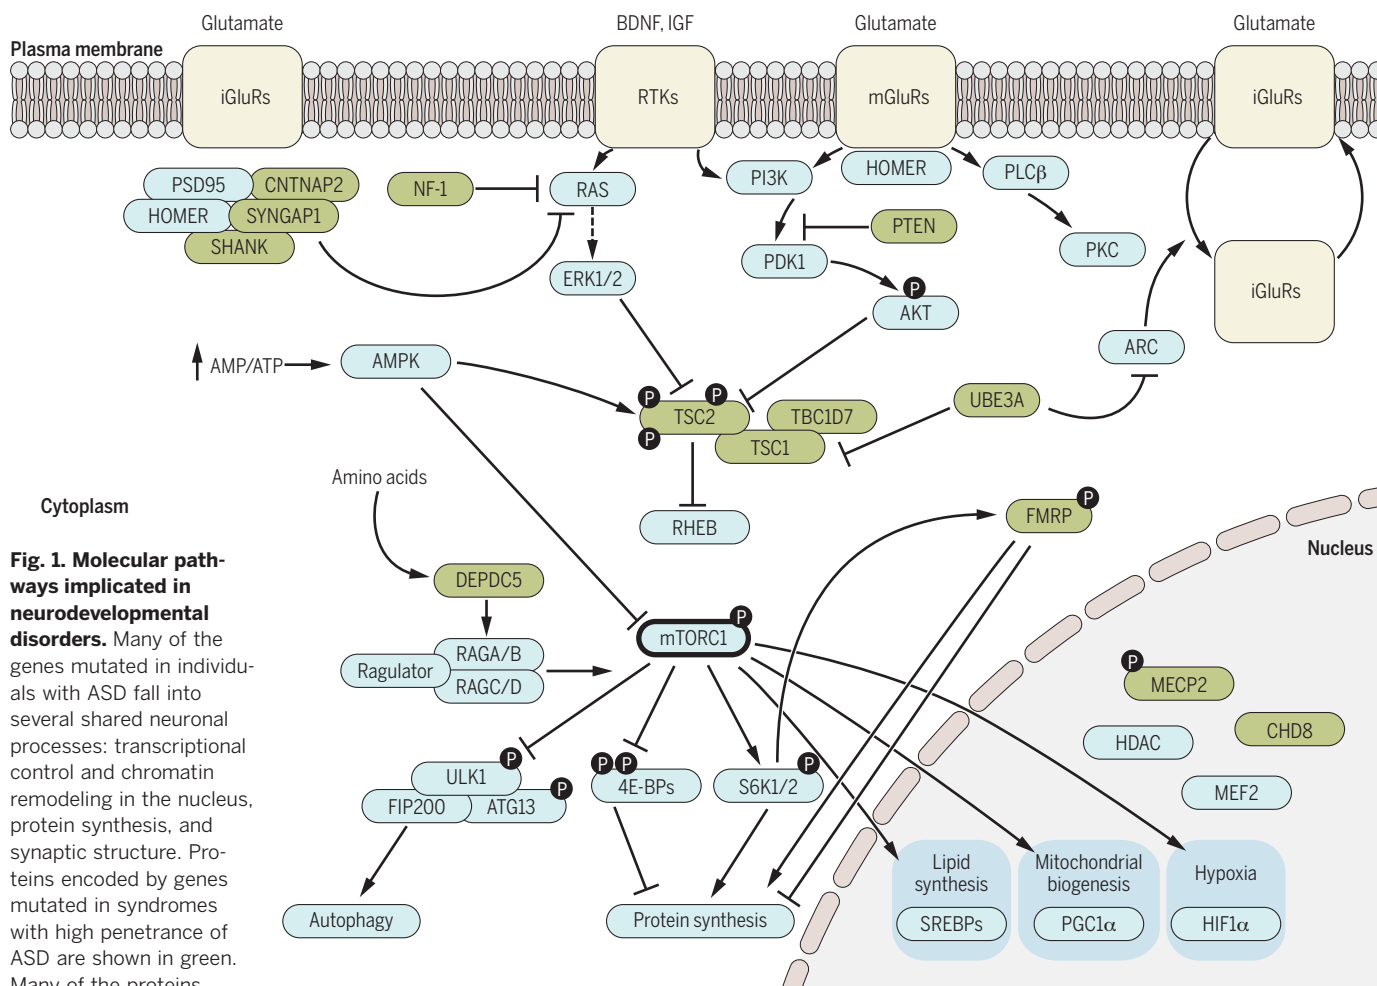 Glutamate
BDNF, IGF
Glutamate
Glutamate
Plasma membrane
iGluRs
RTKs
mGluRs
iGluRs
PSD95
CNTNAP2
HOMER
SYNGAP1
SHANK
NF-1
RAS
PI3K
HOMER
PLCβ
PTEN
PKC
PDK1
ERK1/2
P
AKT
iGluRs
ARC
AMP/ATP
AMPK
UBE3A
P
P
TSC2
P
TBC1D7
TSC1
Amino acids
RHEB
P
FMRP
Cytoplasm
Nucleus
DEPDC5
P
mTORC1
RAGA/B
Ragulator
RAGC/D
P
MECP2
CHD8
HDAC
MEF2
P
ULK1
FIP200
ATG13
P
P
P
4E-BPs
P
S6K1/2
Autophagy
Protein synthesis
Lipid
synthesis
SREBPs
Mitochondrial
biogenesis
PGC1α
Hypoxia
HIF1α
Fig. 1. Molecular path-
ways implicated in
neurodevelopmental
disorders. Many of the
genes mutated in individu-
als with ASD fall into
several shared neuronal
processes: transcriptional
control and chromatin
remodeling in the nucleus,
protein synthesis, and
synaptic structure. Pro-
teins encoded by genes
mutated in syndromes
with high penetrance of
ASD are shown in green.
Many of the proteins